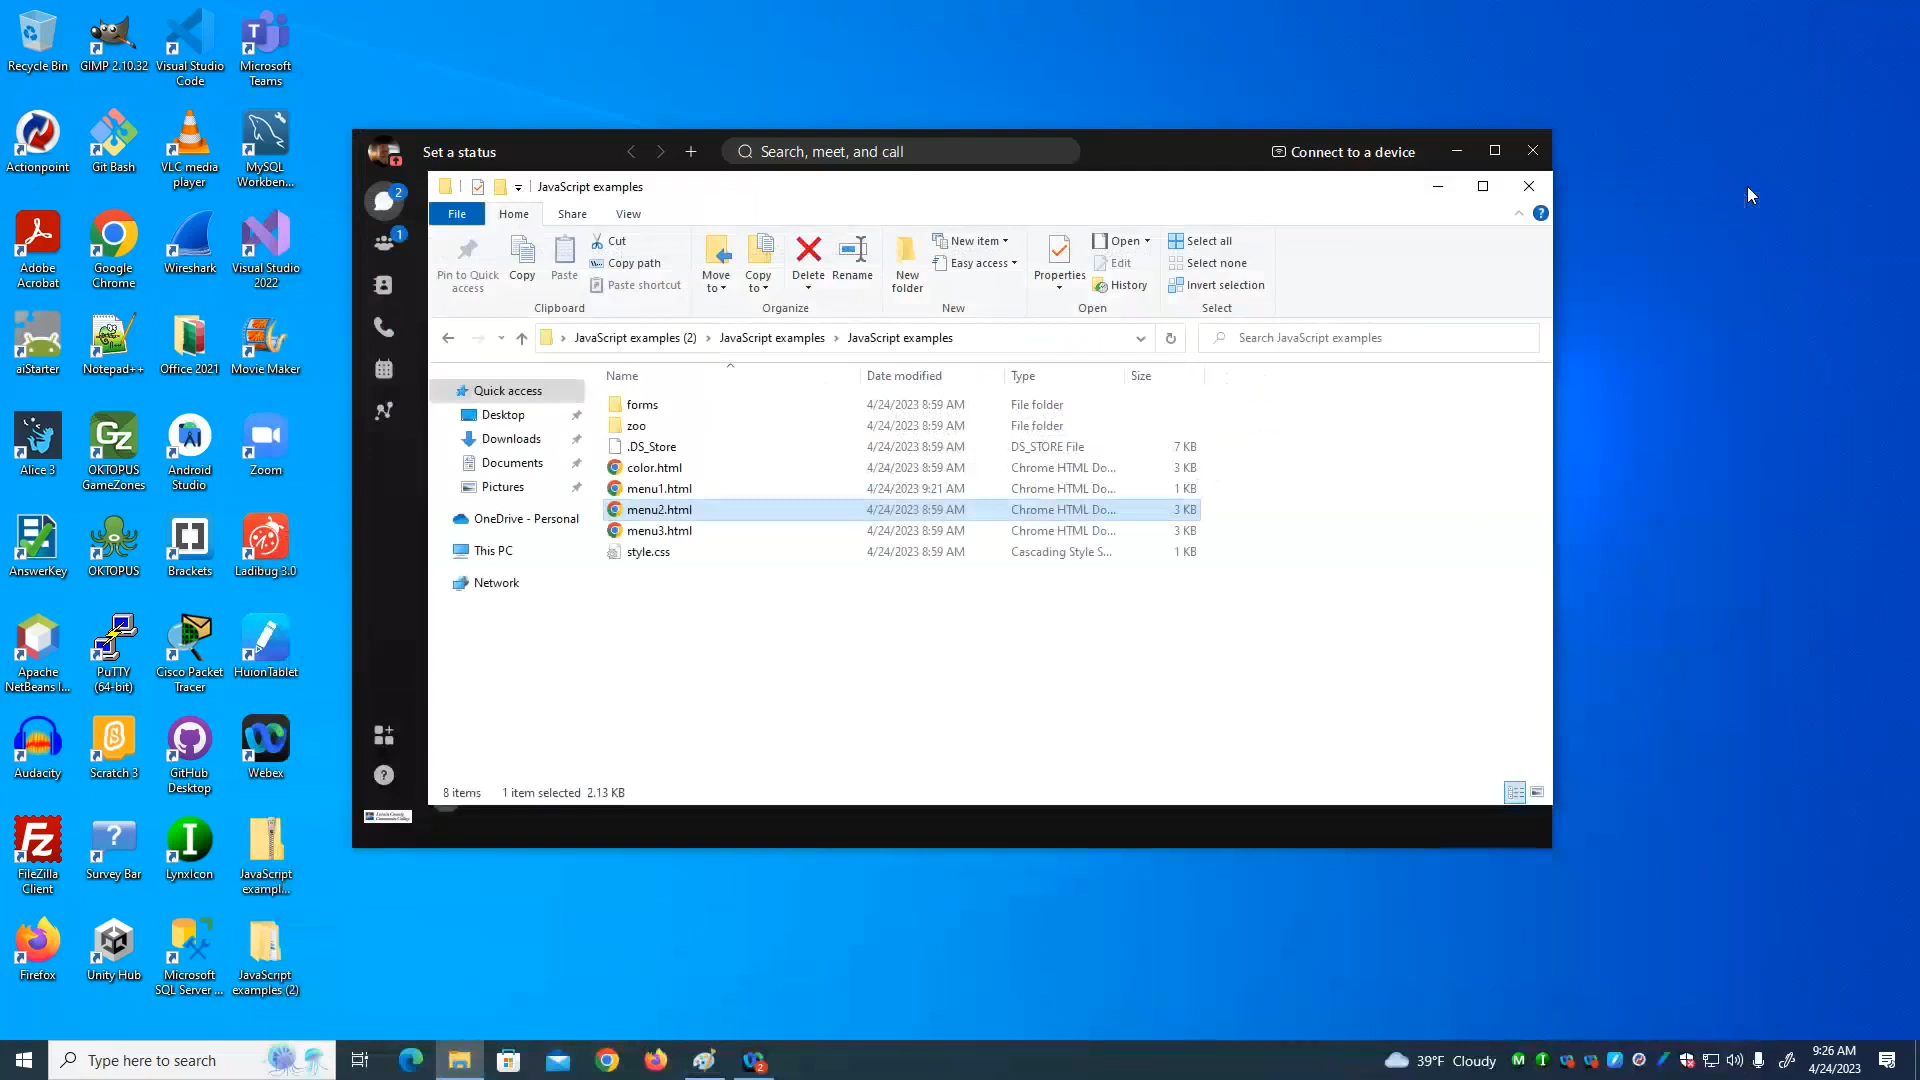 Recycle Bin
GIMP 2.10.32
Visual Studio
Code
Microsoft
Teams
Actionpoint
Git Bash
VLC media
player
MySQL
Workben...
Adobe
Acrobat
Google
Chrome
Wireshark
Visual Studio
2022
aiStarter
Notepad++
Office 2021
Movie Maker
Alice 3
OKTOPUS
GameZones
Android
Studio
Zoom
AnswerKey
OKTOPUS
Brackets
Ladibug 3.0
Apache
NetBeans I...
PuTTY
(64-bit)
Cisco Packet
Tracer
HuionTablet
Audacity
Scratch 3
GitHub
Desktop
Webex
FileZilla
Client
Survey Bar
LynxIcon
JavaScript
exampl...
Firefox
Unity Hub
Microsoft
SQL Server ...
JavaScript
examples (2)
Set a status
Search, meet, and call
Connect to a device
2
1
JavaScript examples
File Home Share View
Pin to Quick
access
Copy
Paste
Cut
Copy path
Paste shortcut
Clipboard
Move
to
Copy
to
Delete
Rename
Organize
New
folder
New item
Easy access
New
Properties
Open
Edit
History
Open
Select all
Select none
Invert selection
Select
JavaScript examples (2) JavaScript examples JavaScript examples
Search JavaScript examples
Quick access
Desktop
Downloads
Documents
Pictures
OneDrive - Personal
This PC
Network
Name Date modified Type Size
forms 4/24/2023 8:59 AM File folder
zoo 4/24/2023 8:59 AM File folder
.DS_Store 4/24/2023 8:59 AM DS_STORE File 7 KB
color.html 4/24/2023 8:59 AM Chrome HTML Do... 3 KB
menu1.html 4/24/2023 9:21 AM Chrome HTML Do... 1 KB
menu2.html 4/24/2023 8:59 AM Chrome HTML Do... 3 KB
menu3.html 4/24/2023 8:59 AM Chrome HTML Do... 3 KB
style.css 4/24/2023 8:59 AM Cascading Style S... 1 KB
8 items 1 item selected 2.13 KB
Type here to search
2
39°F Cloudy
9:26 AM
4/24/2023